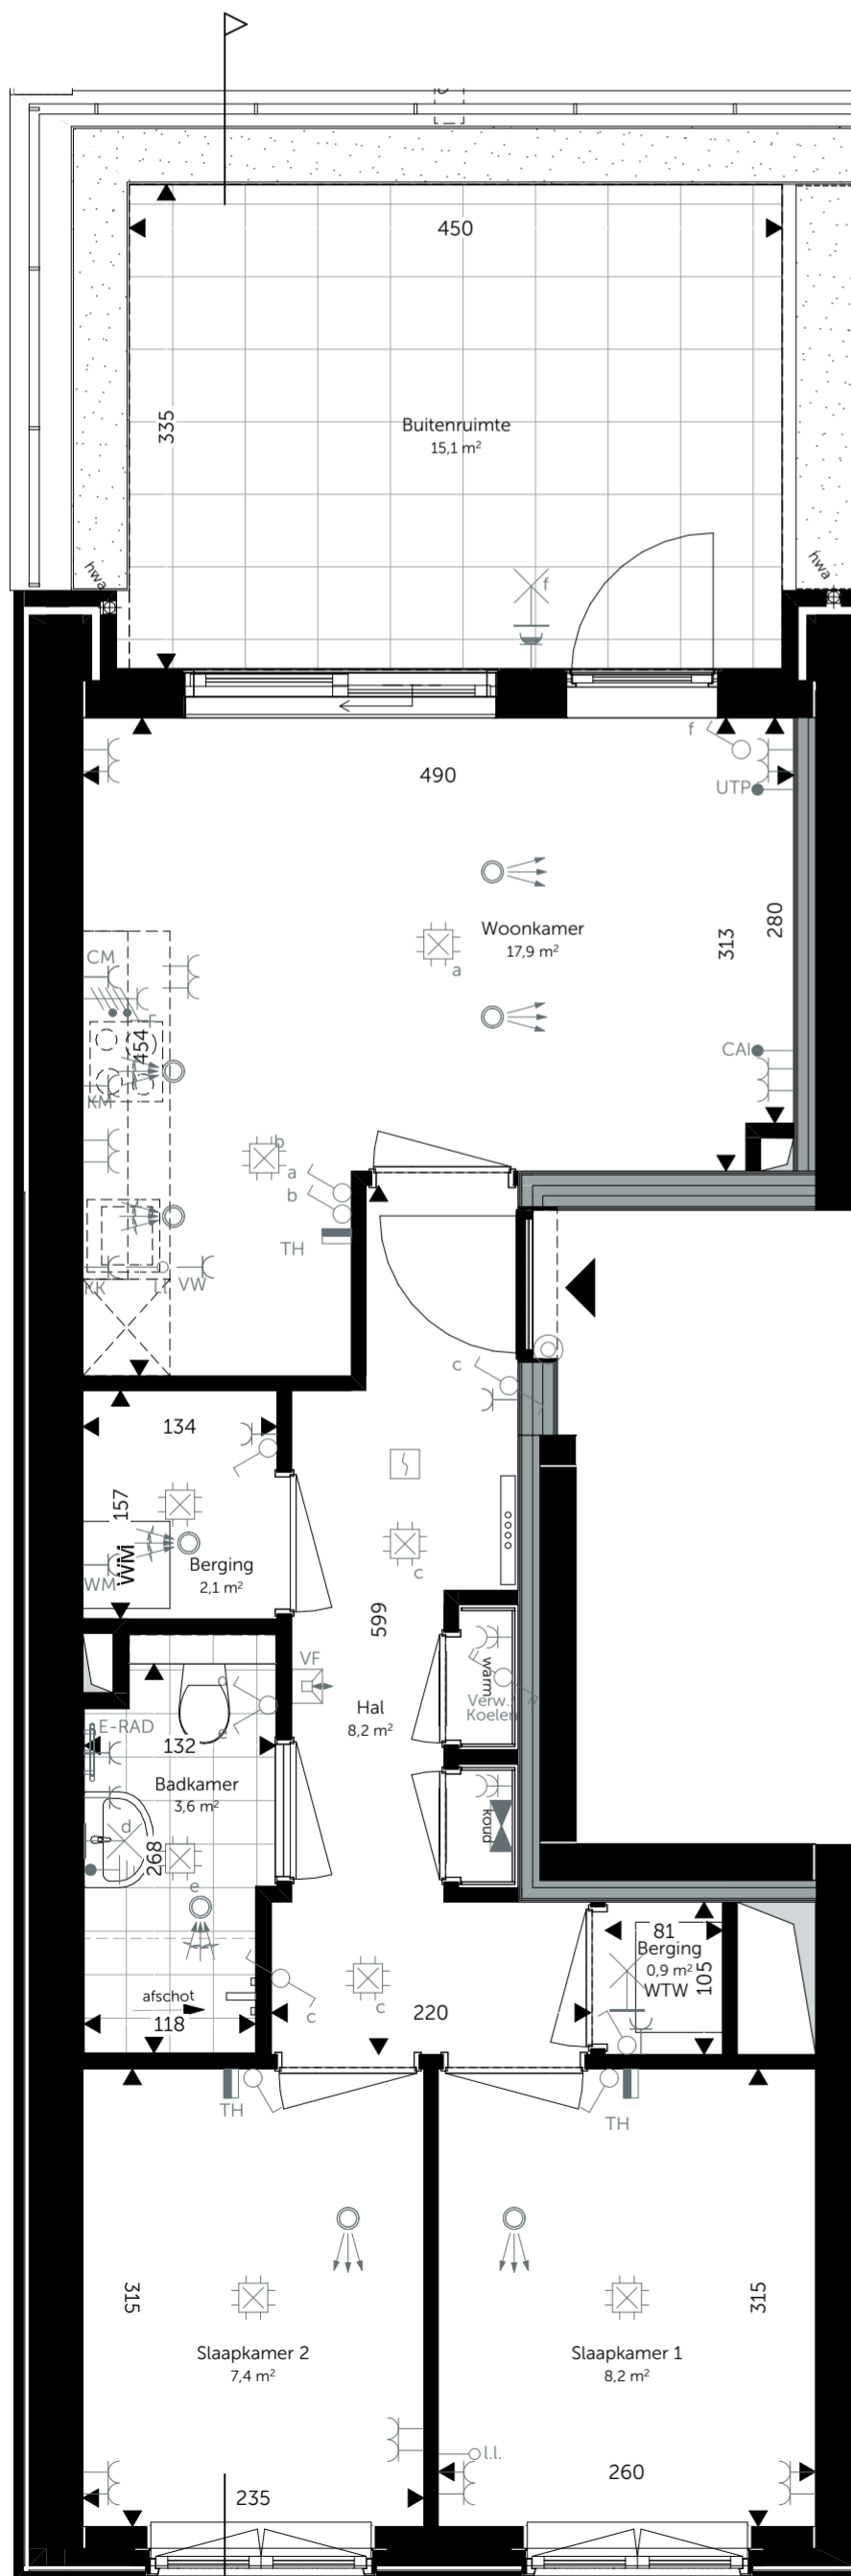 450
335
Buitenruimte
15,1 m²
hwa
hwa
f
f
490
UTP
Woonkamer
17,9 m²
a
313
280
CM
454
KM
CAI
b
a
b
TH
KK
VW
c
134
157
WM
WM
Berging
2,1 m²
c
599
VF
Hal
8,2 m²
warm
Verw./
Koelen
koud
E-RAD
132
d
e
Badkamer
3,6 m²
d
268
e
afschot
118
c
c
220
81
Berging
0,9 m²
WTW
105
TH
TH
315
315
Slaapkamer 2
7,4 m²
Slaapkamer 1
8,2 m²
l.l.
235
260